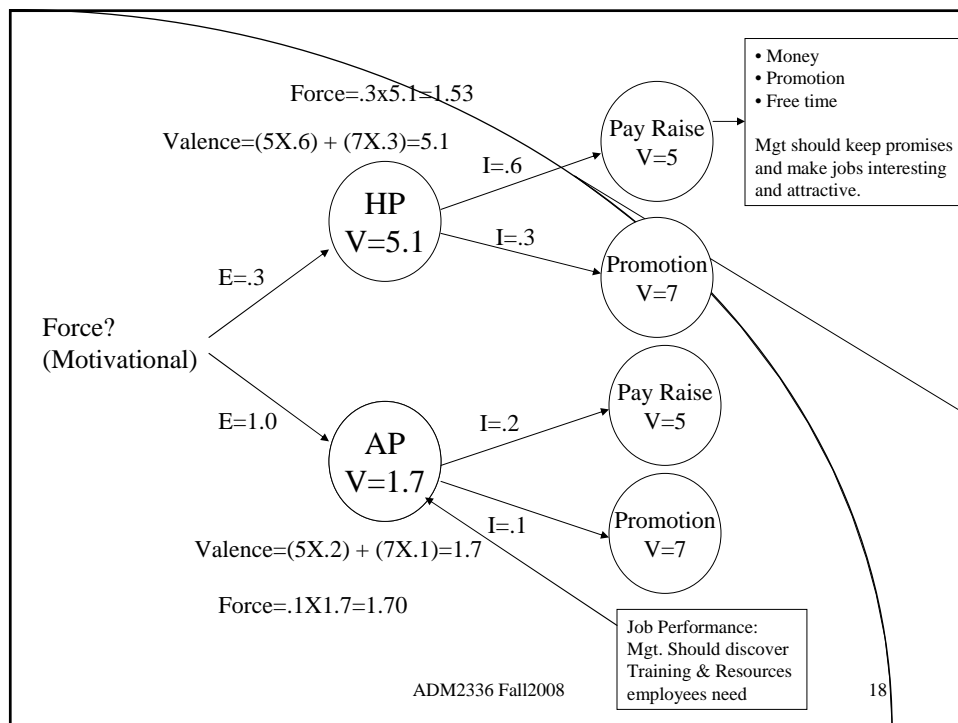 Force=.3x5.1=1.53
Valence=(5X.6) + (7X.3)=5.1
HP
V=5.1
I=.6
I=.3
Pay Raise
V=5
Promotion
V=7
• Money
• Promotion
• Free time
Mgt should keep promises
and make jobs interesting
and attractive.
E=.3
Force?
(Motivational)
E=1.0
AP
V=1.7
I=.2
I=.1
Pay Raise
V=5
Promotion
V=7
Valence=(5X.2) + (7X.1)=1.7
Force=.1X1.7=1.70
Job Performance:
Mgt. Should discover
Training & Resources
employees need
ADM2336 Fall2008
18